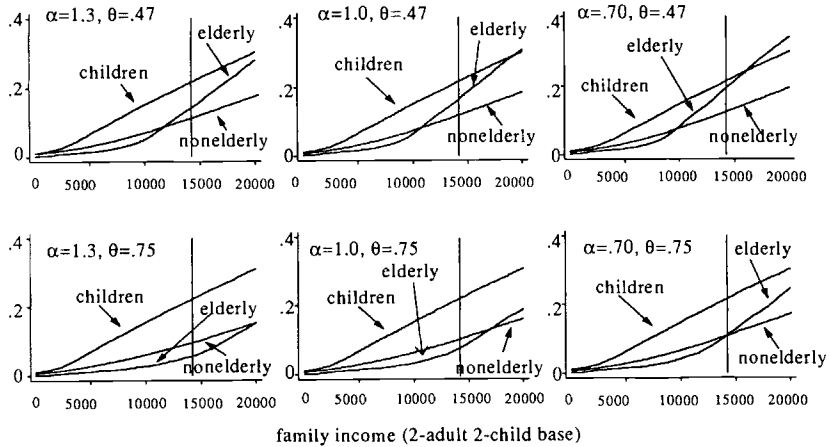 α=1.3, θ=.47
α=1.0, θ=.47
α=.70, θ=.47
.4
.2
0
elderly
children
nonelderly
0 5000 10000 15000 20000
.4
.2
0
elderly
children
nonelderly
0 5000 10000 15000 20000
.4
.2
0
elderly
children
nonelderly
0 5000 10000 15000 20000
α=1.3, θ=.75
α=1.0, θ=.75
α=.70, θ=.75
.4
.2
0
children
elderly
nonelderly
0 5000 10000 15000 20000
.4
.2
0
elderly
children
nonelderly
0 5000 10000 15000 20000
.4
.2
0
elderly
children
nonelderly
0 5000 10000 15000 20000
family income (2-adult 2-child base)